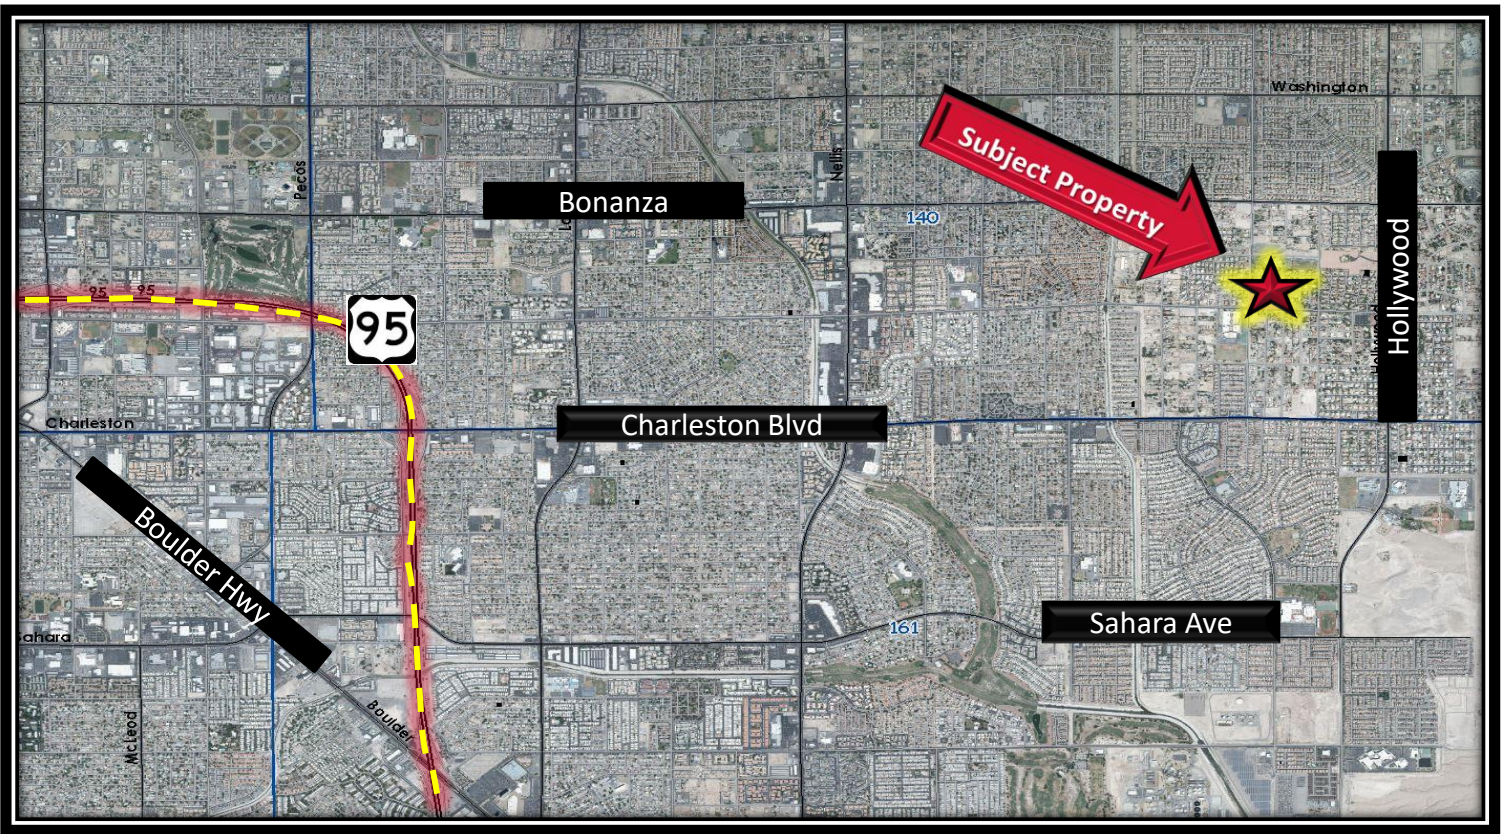 Washington
Subject Property
Pecos
Nellis
Bonanza
140
Hollywood
95
95
95
Charleston Blvd
Charleston
Boulder Hwy
Sahara Ave
161
Sahara
Boulder
McLeod